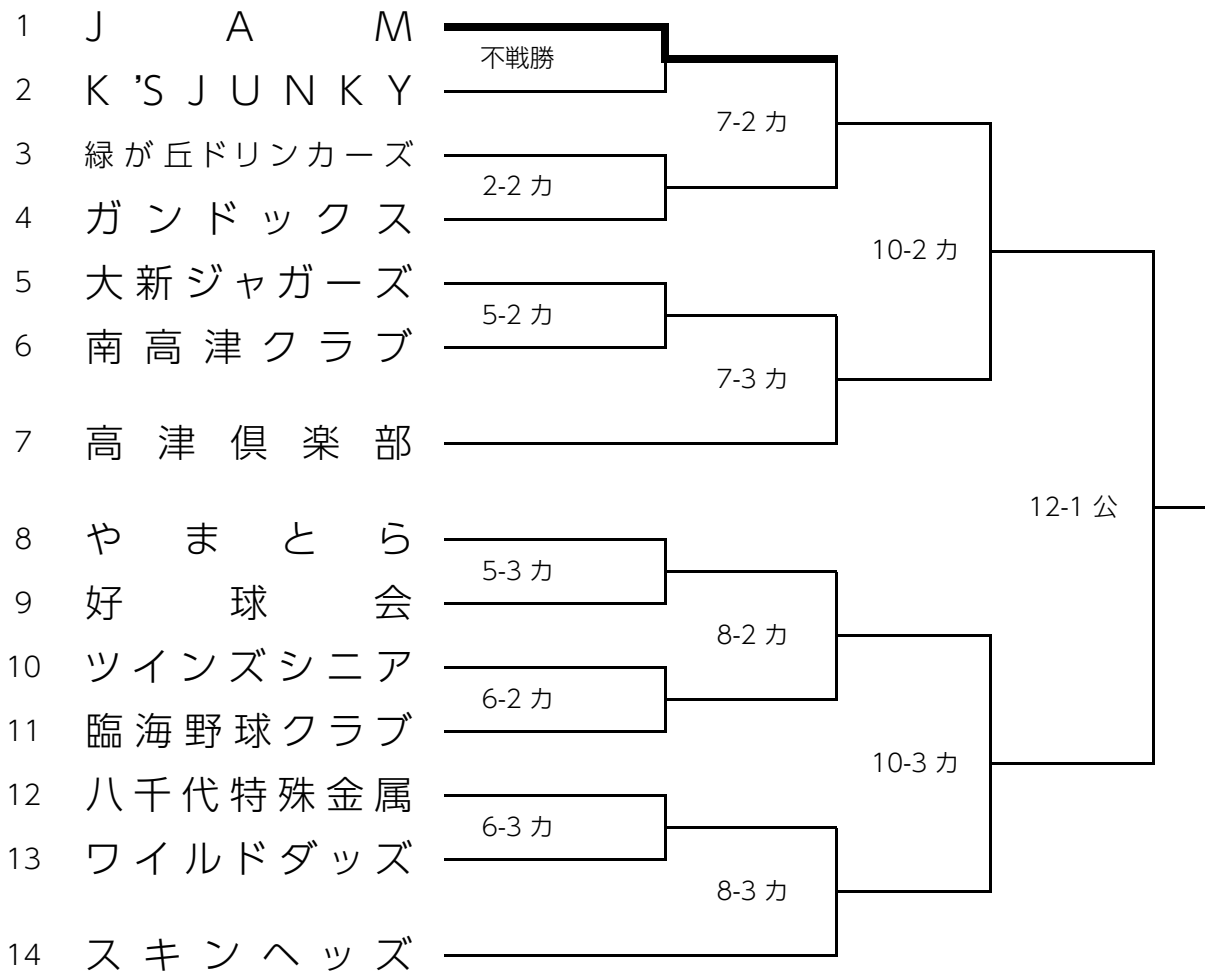 1 JAM
不戦勝
2 K'SJUNKY
7-2 カ
3 緑が丘ドリンカーズ
2-2 カ
4 ガンドックス
10-2 カ
5 大新ジャガーズ
5-2 カ
6 南高津クラブ
7-3 カ
7 高津倶楽部
12-1 公
8 やまとら
5-3 カ
9 好球会
8-2 カ
10 ツインズシニア
6-2 カ
11 臨海野球クラブ
10-3 カ
12 八千代特殊金属
6-3 カ
13 ワイルドダッズ
8-3 カ
14 スキンヘッズ